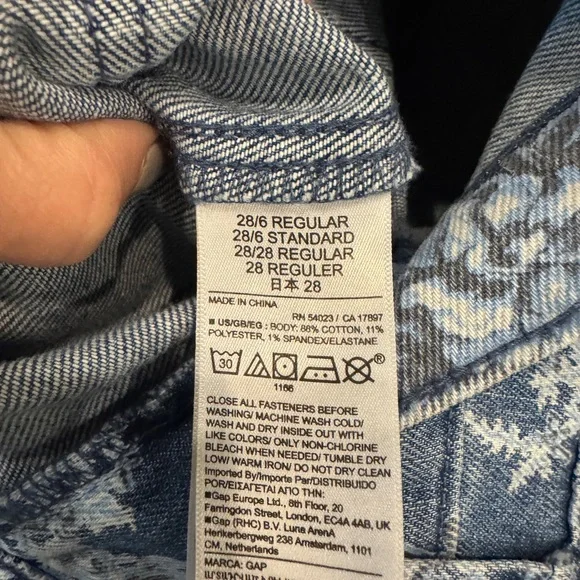 28/6 REGULAR
28/6 STANDARD
28/28 REGULAR
28 REGULER
日本 28
MADE IN CHINA
RN 54023 / CA 17897
■ US/GB/EG : BODY: 88% COTTON, 11%
POLYESTER, 1% SPANDEX/ELASTANE
30
®
1166
CLOSE ALL FASTENERS BEFORE
WASHING/ MACHINE WASH COLD/
WASH AND DRY INSIDE OUT WITH
LIKE COLORS/ ONLY NON-CHLORINE
BLEACH WHEN NEEDED/ TUMBLE DRY
LOW/ WARM IRON/ DO NOT DRY CLEAN
Imported By/Importe Par/DISTRIBUIDO
POR/ΕΙΣΑΓΕΤΑΙ ΑΠΟ ΤΗΝ:
■Gap Europe Ltd., 8th Floor, 20
Farringdon Street, London, EC4A 4AB, UK
■Gap (RHC) B.V. Luna ArenA
Herikerbergweg 238 Amsterdam, 1101
CM, Netherlands
MARCA: GAP